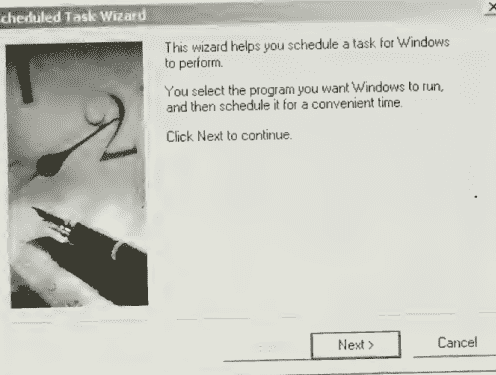 cheduled Task Wizard
This wizard helps you schedule a task for Windows
to perform.
You select the program you want Windows to run,
and then schedule it for a convenient time.
Click Next to continue.
2
Next >
Cancel